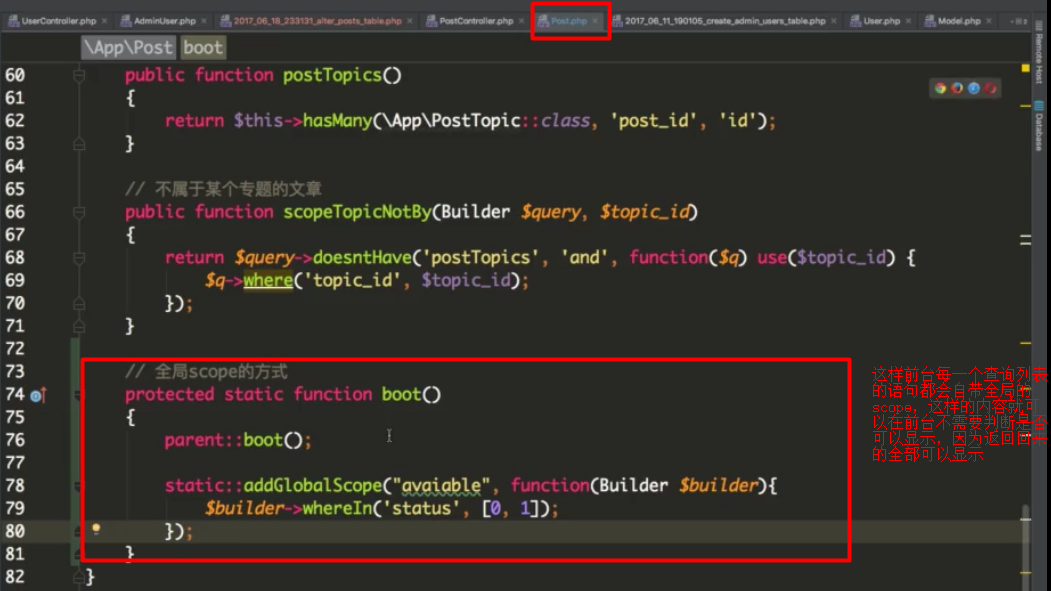 UserController.php × AdminUser.php × 2017_06_18_233131_alter_posts_table.php × PostController.php × Post.php × 2017_06_11_190105_create_admin_users_table.php × User.php × Model.php ×
\App\Post boot
Remote Host
Database
60 public function postTopics()
61 {
62 return $this->hasMany(\App\PostTopic::class, 'post_id', 'id');
63 }
64
65 // 不属于某个专题的文章
66 public function scopeTopicNotBy(Builder $query, $topic_id)
67 {
68 return $query->doesntHave('postTopics', 'and', function($q) use($topic_id) {
69 $q->where('topic_id', $topic_id);
70 });
71 }
72
73 // 全局scope的方式
74 protected static function boot()
75 {
76 parent::boot();
77
78 static::addGlobalScope("avaiable", function(Builder $builder){
79 $builder->whereIn('status', [0, 1]);
80 });
81 }
82 }
这样前台每一个查询列表
的语句都会自带全局的
scope，这样的内容就可
以在前台不需要判断是否
可以显示，因为返回回来
的全部可以显示